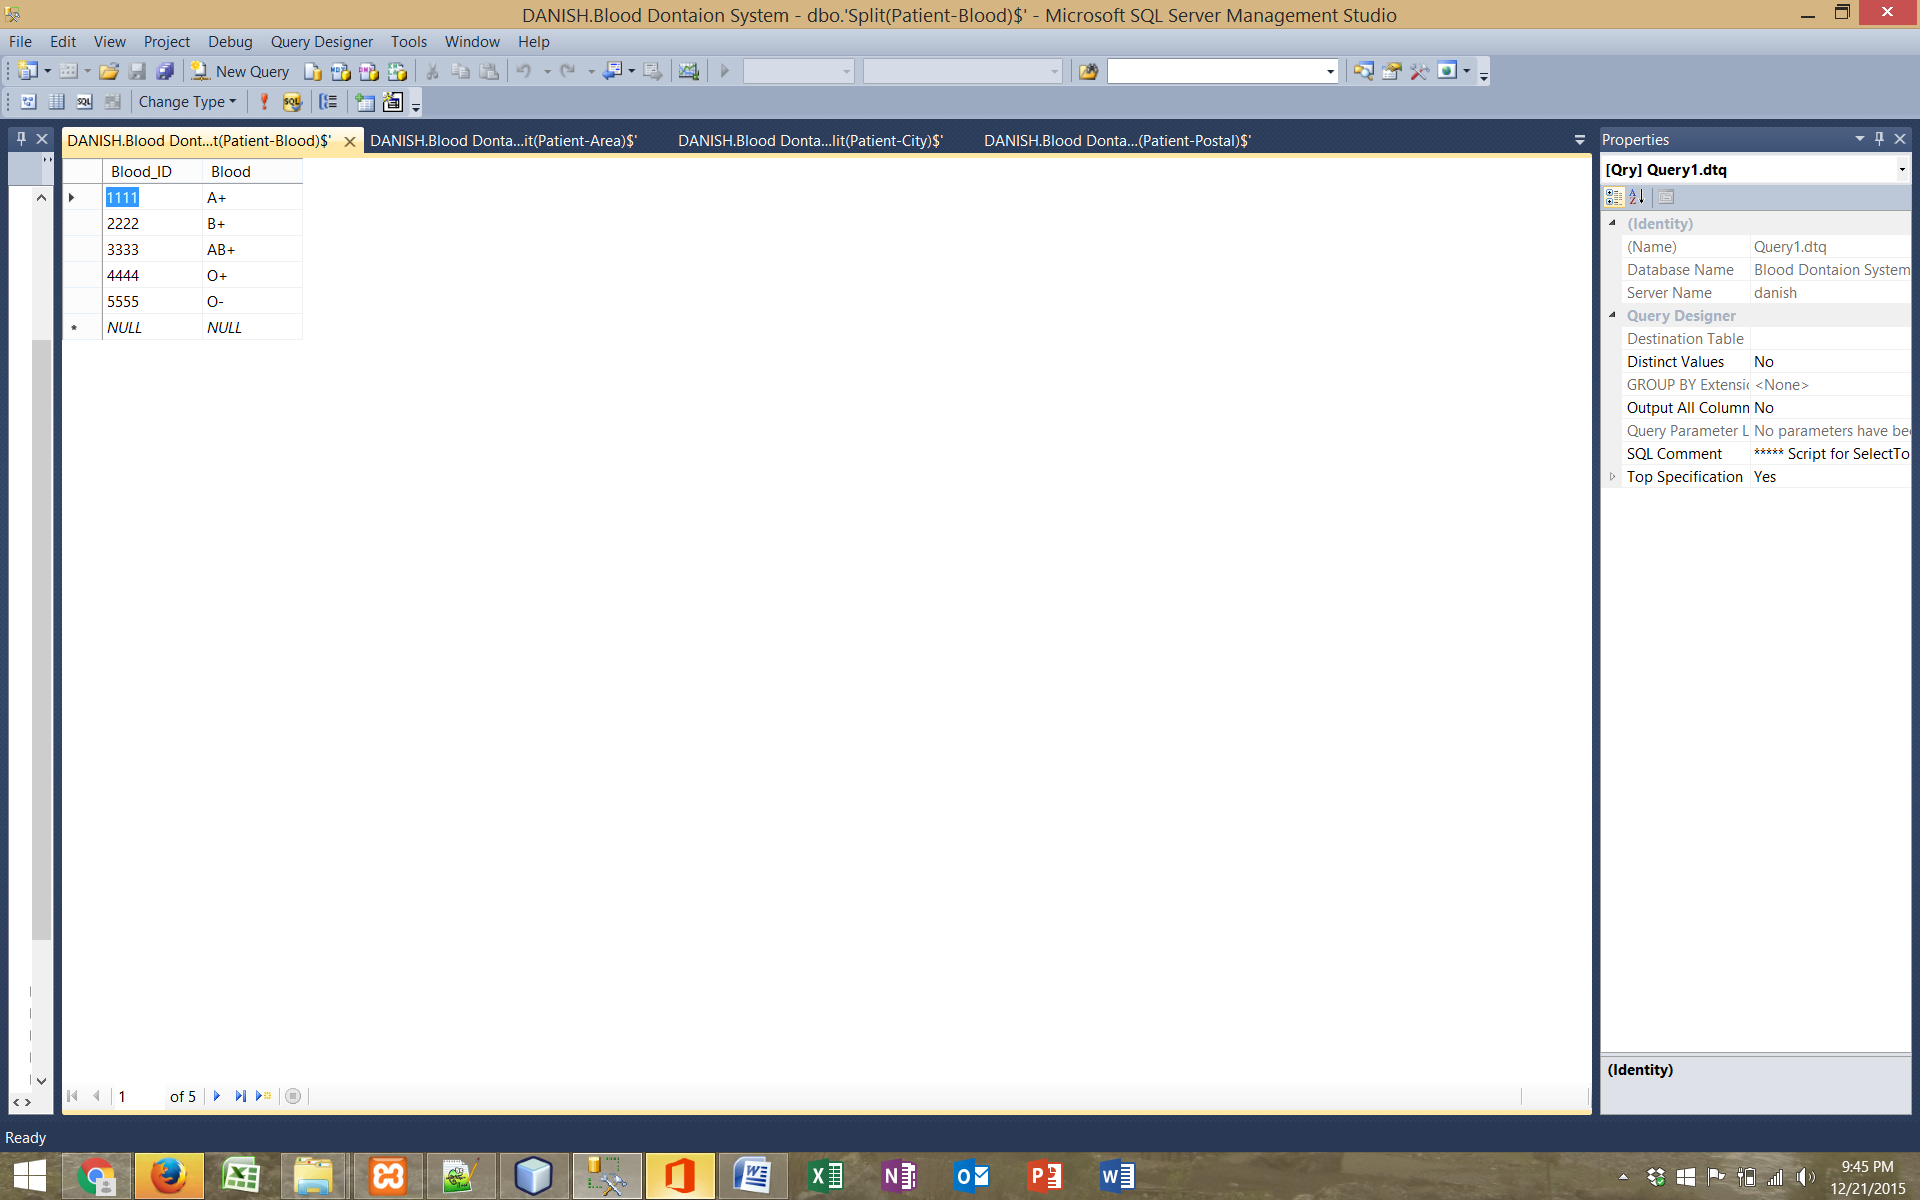 DANISH.Blood Dontaion System - dbo.'Split(Patient-Blood)$' - Microsoft SQL Server Management Studio
File Edit View Project Debug Query Designer Tools Window Help
New Query
Change Type
DANISH.Blood Dont...t(Patient-Blood)$' DANISH.Blood Donta...it(Patient-Area)$' DANISH.Blood Donta...lit(Patient-City)$' DANISH.Blood Donta...(Patient-Postal)$'
Blood_ID Blood
1111 A+
2222 B+
3333 AB+
4444 O+
5555 O-
NULL NULL
1 of 5
Properties
[Qry] Query1.dtq
(Identity)
(Name) Query1.dtq
Database Name Blood Dontaion System
Server Name danish
Query Designer
Destination Table
Distinct Values No
GROUP BY Extensic <None>
Output All Column No
Query Parameter L No parameters have bee
SQL Comment ***** Script for SelectTo
Top Specification Yes
(Identity)
Ready
9:45 PM
12/21/2015